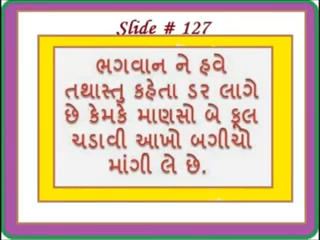 Slide # 127
ભગવાન ને હવે
તથાસ્તુ કહેતા ડર લાગે
છે કેમકે માણસો બે ફૂલ
ચડાવી આખો બગીચો
માંગી લે છે.